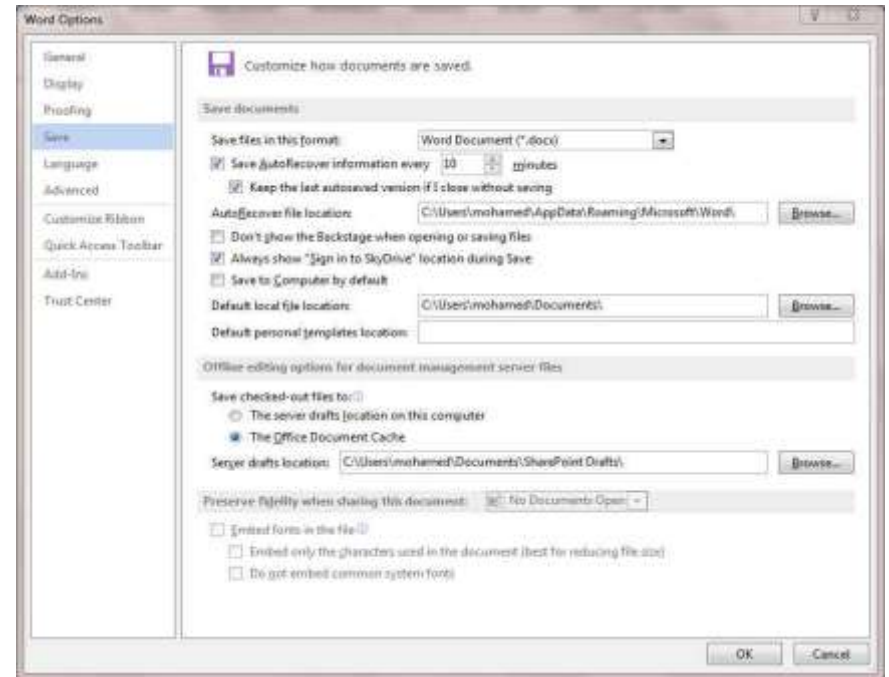 Word Options
General
Display
Proofing
Save
Language
Advanced
Customize Ribbon
Quick Access Toolbar
Add-Ins
Trust Center
Customize how documents are saved.
Save documents
Save files in this format: Word Document (*.docx)
Save AutoRecover information every 10 minutes
Keep the last autosaved version if I close without saving
AutoRecover file location: C:\Users\mohamed\AppData\Roaming\Microsoft\Word\ Browse...
Don't show the Backstage when opening or saving files
Always show "Sign in to SkyDrive" location during Save
Save to Computer by default
Default local file location: C:\Users\mohamed\Documents\ Browse...
Default personal templates location:
Offline editing options for document management server files
Save checked-out files to:
The server drafts location on this computer
The Office Document Cache
Server drafts location: C:\Users\mohamed\Documents\SharePoint Drafts\ Browse...
Preserve fidelity when sharing this document: No Documents Open
Embed fonts in the file
Embed only the characters used in the document (best for reducing file size)
Do not embed common system fonts
OK Cancel